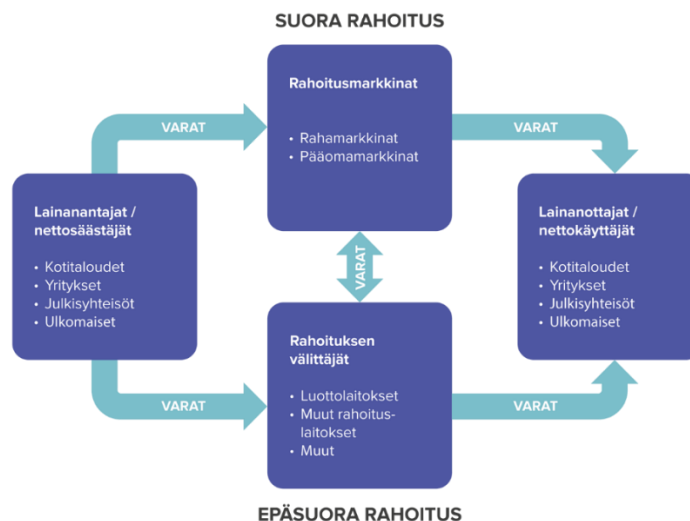 SUORA RAHOITUS
Rahoitusmarkkinat
• Rahamarkkinat
• Pääomamarkkinat
VARAT
VARAT
Lainanantajat /
nettosäästäjät
• Kotitaloudet
• Yritykset
• Julkisyhteisöt
• Ulkomaiset
VARAT
Lainanottajat /
nettokäyttäjät
• Kotitaloudet
• Yritykset
• Julkisyhteisöt
• Ulkomaiset
Rahoituksen
välittäjät
• Luottolaitokset
• Muut rahoitus-
laitokset
• Muut
VARAT
VARAT
EPÄSUORA RAHOITUS